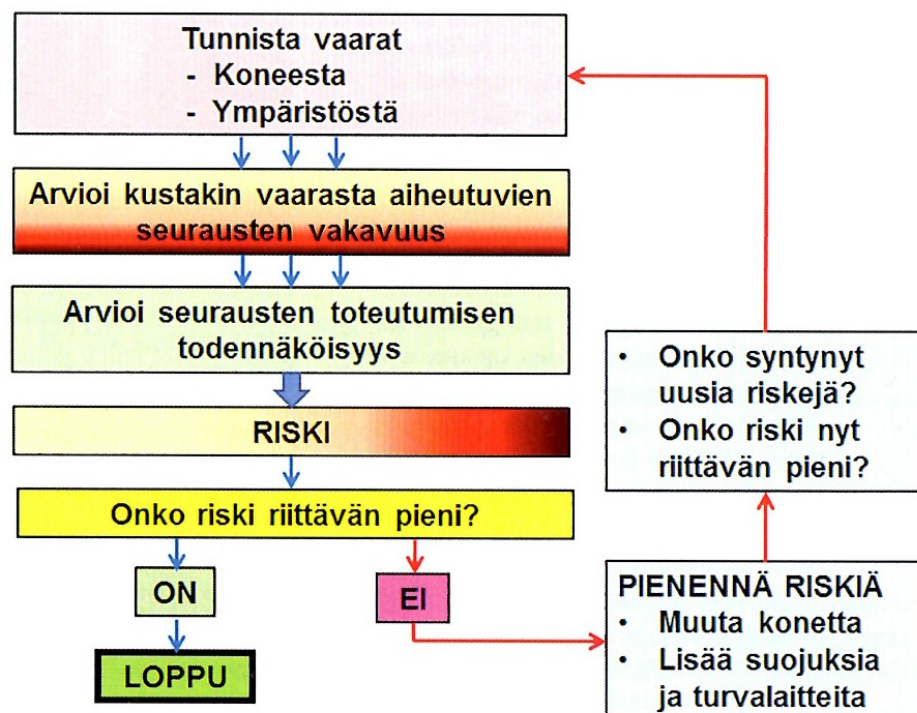 Tunnista vaarat
- Koneesta
- Ympäristöstä
Arvioi kustakin vaarasta aiheutuvien
seurausten vakavuus
Arvioi seurausten toteutumisen
todennäköisyys
RISKI
Onko riski riittävän pieni?
ON
EI
LOPPU
PIENENNÄ RISKIÄ
• Muuta konetta
• Lisää suojuksia
ja turvalaitteita
• Onko syntynyt
uusia riskejä?
• Onko riski nyt
riittävän pieni?